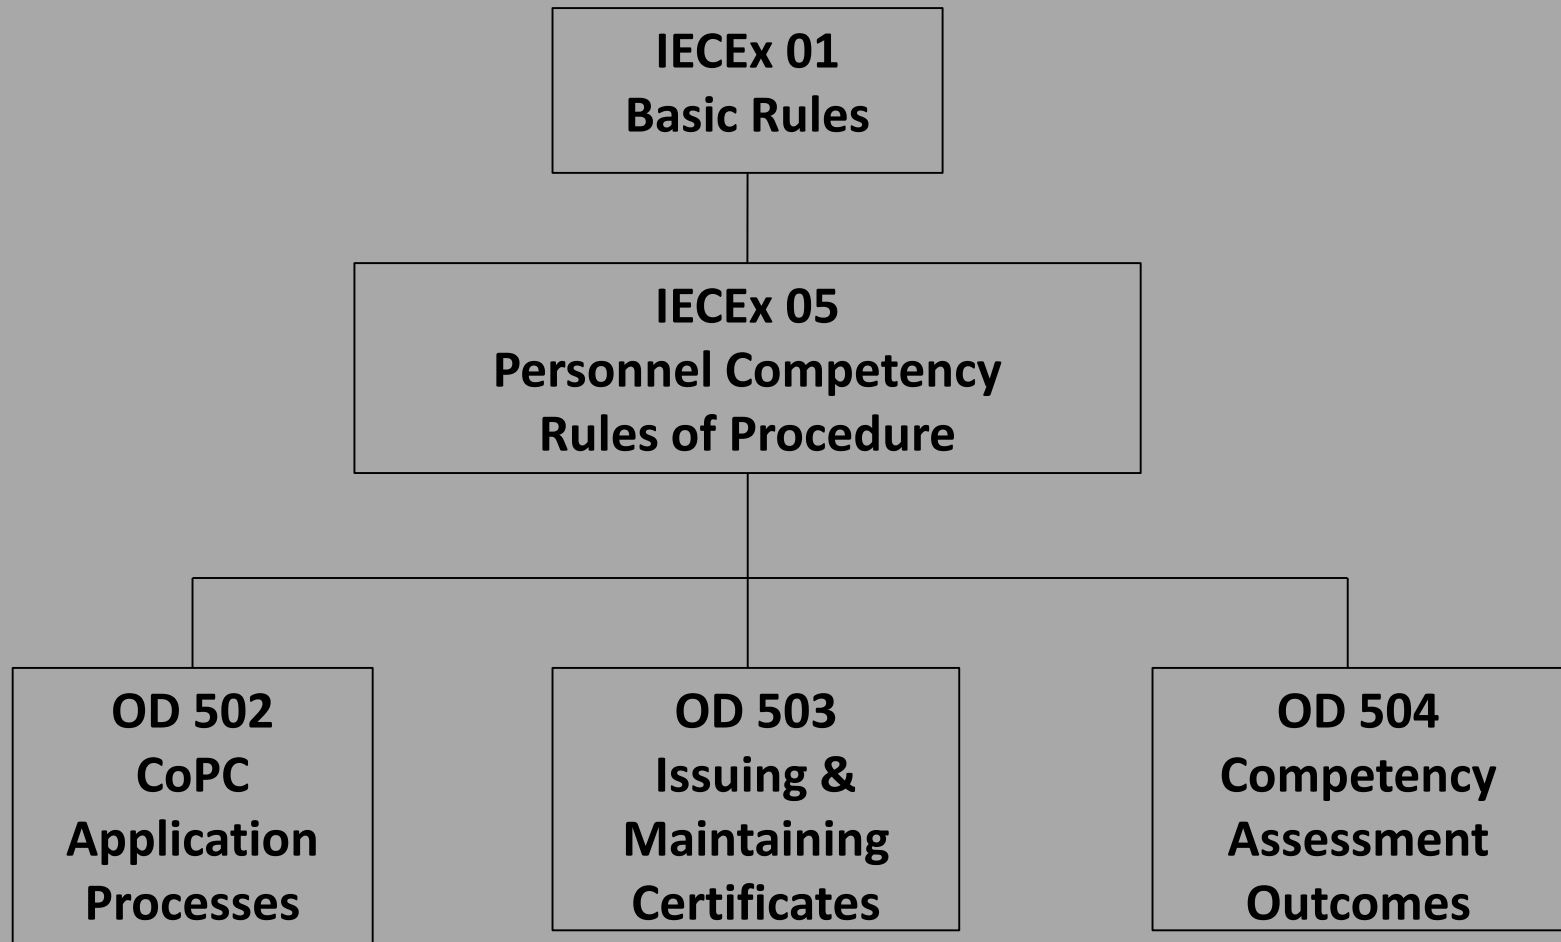 IECEx 01
Basic Rules
IECEx 05
Personnel Competency
Rules of Procedure
OD 502
CoPC
Application
Processes
OD 503
Issuing &
Maintaining
Certificates
OD 504
Competency
Assessment
Outcomes